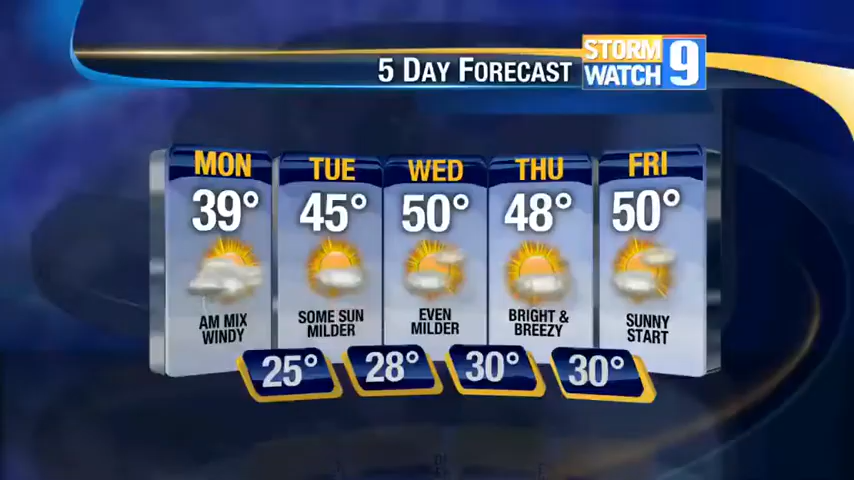 5 DAY FORECAST
STORM
WATCH 9
MON
39°
AM MIX
WINDY
TUE
45°
SOME SUN
MILDER
WED
50°
EVEN
MILDER
THU
48°
BRIGHT &
BREEZY
FRI
50°
SUNNY
START
25°
28°
30°
30°